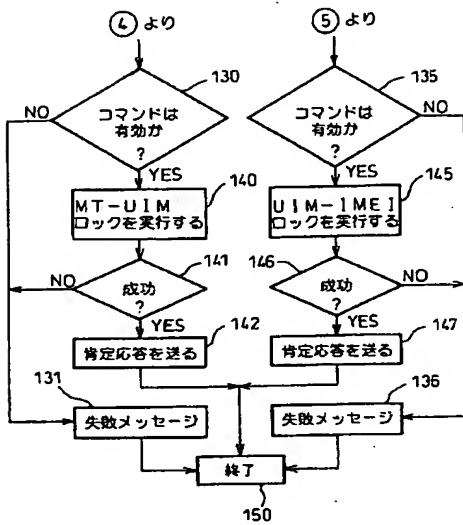 ④ より
130
NO
コマンドは
有効か
?
YES
MT-UIM
ロックを実行する
140
NO
成功
?
141
YES
142
肯定応答を送る
131
失敗メッセージ
⑤ より
135
コマンドは
有効か
?
NO
YES
145
UIM-IMEI
ロックを実行する
146
成功
?
NO
YES
147
肯定応答を送る
136
失敗メッセージ
終了
150